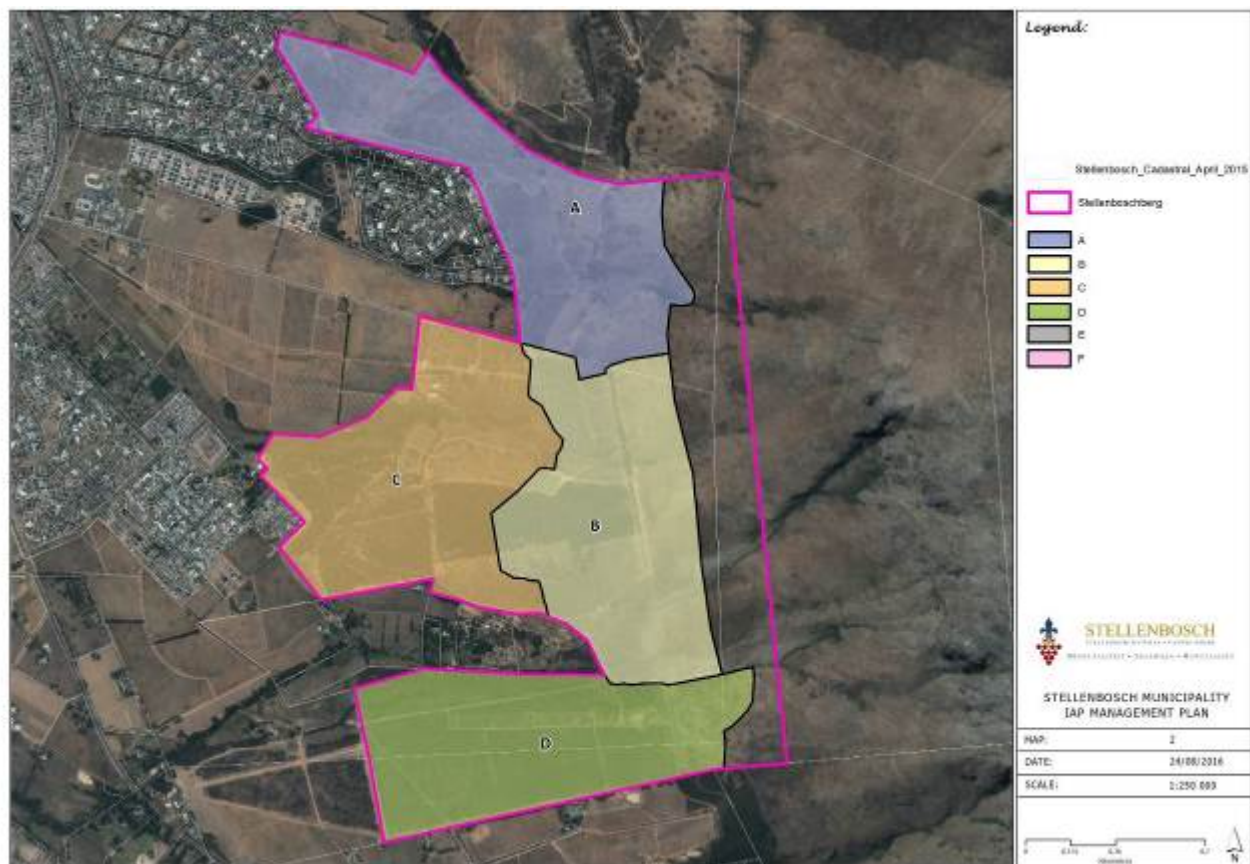 Legend:
Stellenbosch_Cadastral_April_2015
Stellenboschberg
A
B
C
D
E
F
A
C
B
D
STELLENBOSCH
STELLENBOSCH MUNICIPALITY
IAP MANAGEMENT PLAN
MAP: 2
DATE: 24/08/2016
SCALE: 1:250 000
N